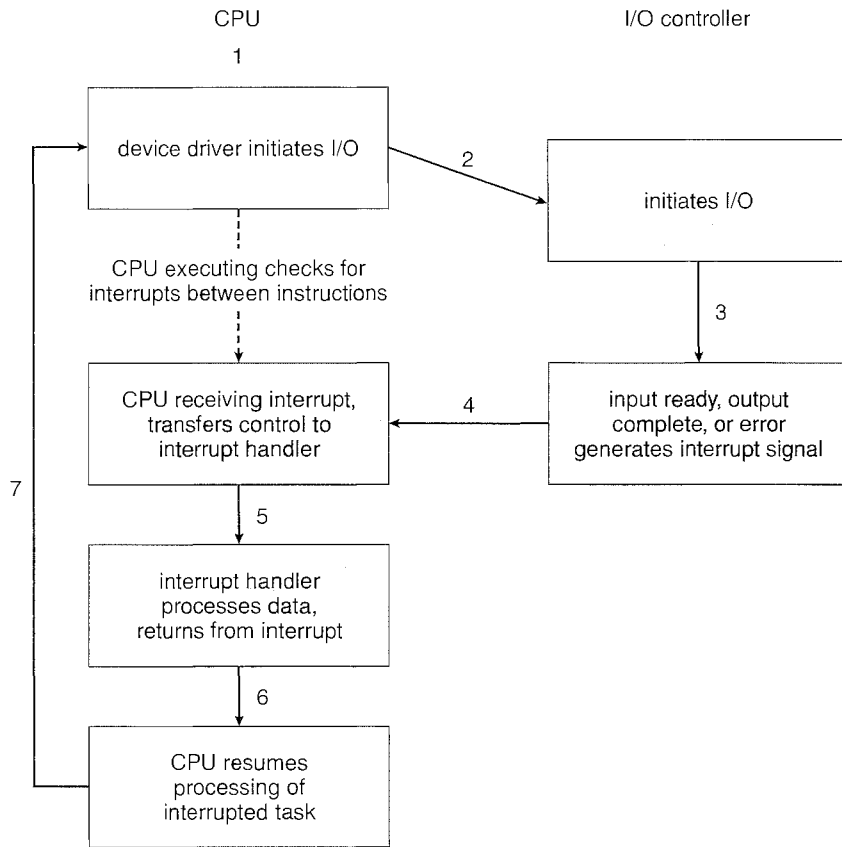 CPU
I/O controller
1
device driver initiates I/O
2
initiates I/O
CPU executing checks for
interrupts between instructions
3
CPU receiving interrupt,
transfers control to
interrupt handler
4
input ready, output
complete, or error
generates interrupt signal
7
5
interrupt handler
processes data,
returns from interrupt
6
CPU resumes
processing of
interrupted task